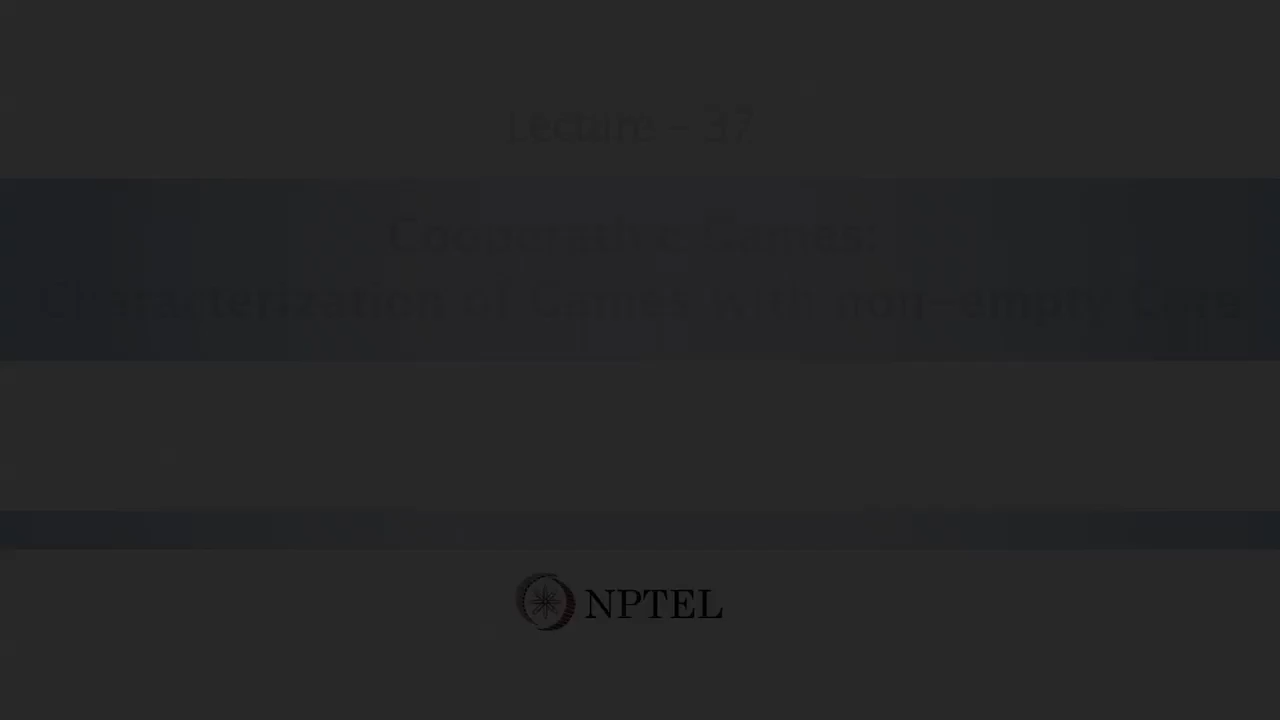 Lecture - 37
Cooperative Games:
Characterization of Games with non-empty Core
NPTEL